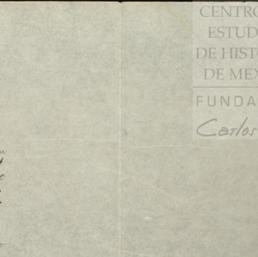 CENTRO
ESTUD
DE HIST
DE MEX
FUNDA
Carlos